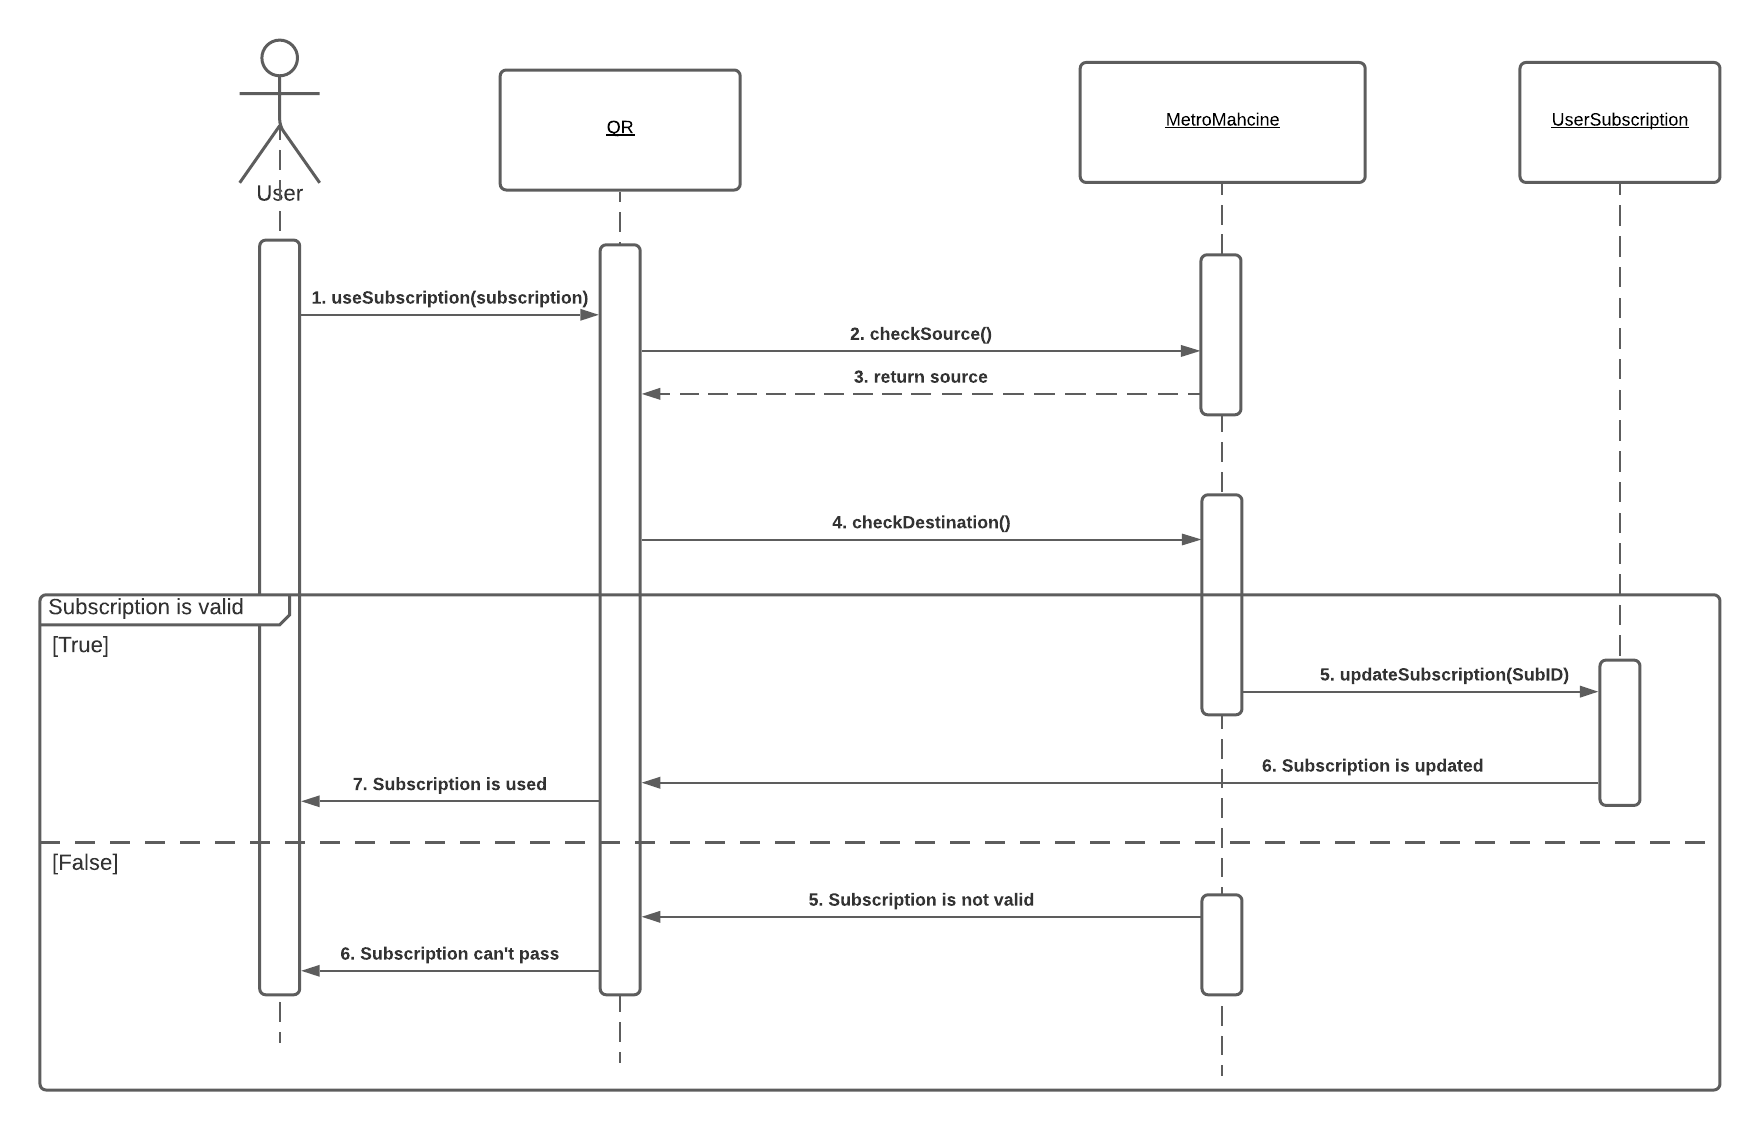 User
QR
MetroMahcine
UserSubscription
1. useSubscription(subscription)
2. checkSource()
3. return source
4. checkDestination()
Subscription is valid
[True]
5. updateSubscription(SubID)
6. Subscription is updated
7. Subscription is used
[False]
5. Subscription is not valid
6. Subscription can't pass